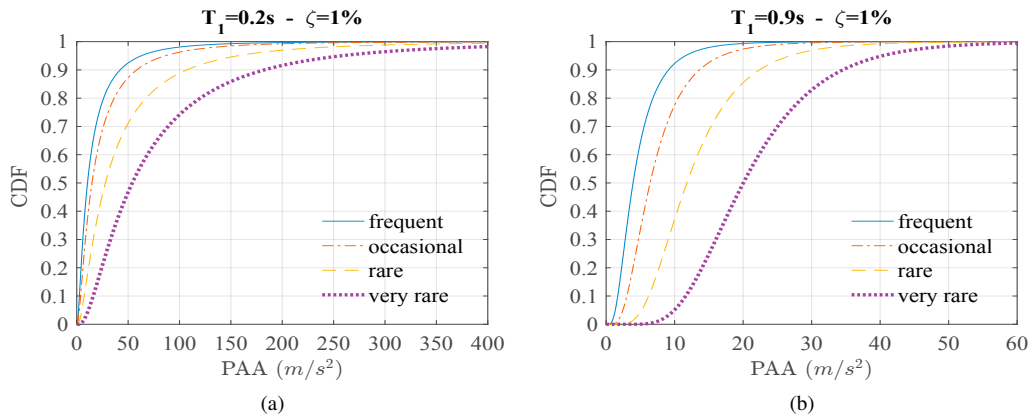 T1=0.2s - ζ=1%
1
0.9
0.8
0.7
0.6
0.5
0.4
0.3
0.2
0.1
0
CDF
frequent
occasional
rare
very rare
0 50 100 150 200 250 300 350 400
PAA (m/s²)
(a)
T1=0.9s - ζ=1%
1
0.9
0.8
0.7
0.6
0.5
0.4
0.3
0.2
0.1
0
CDF
frequent
occasional
rare
very rare
0 10 20 30 40 50 60
PAA (m/s²)
(b)